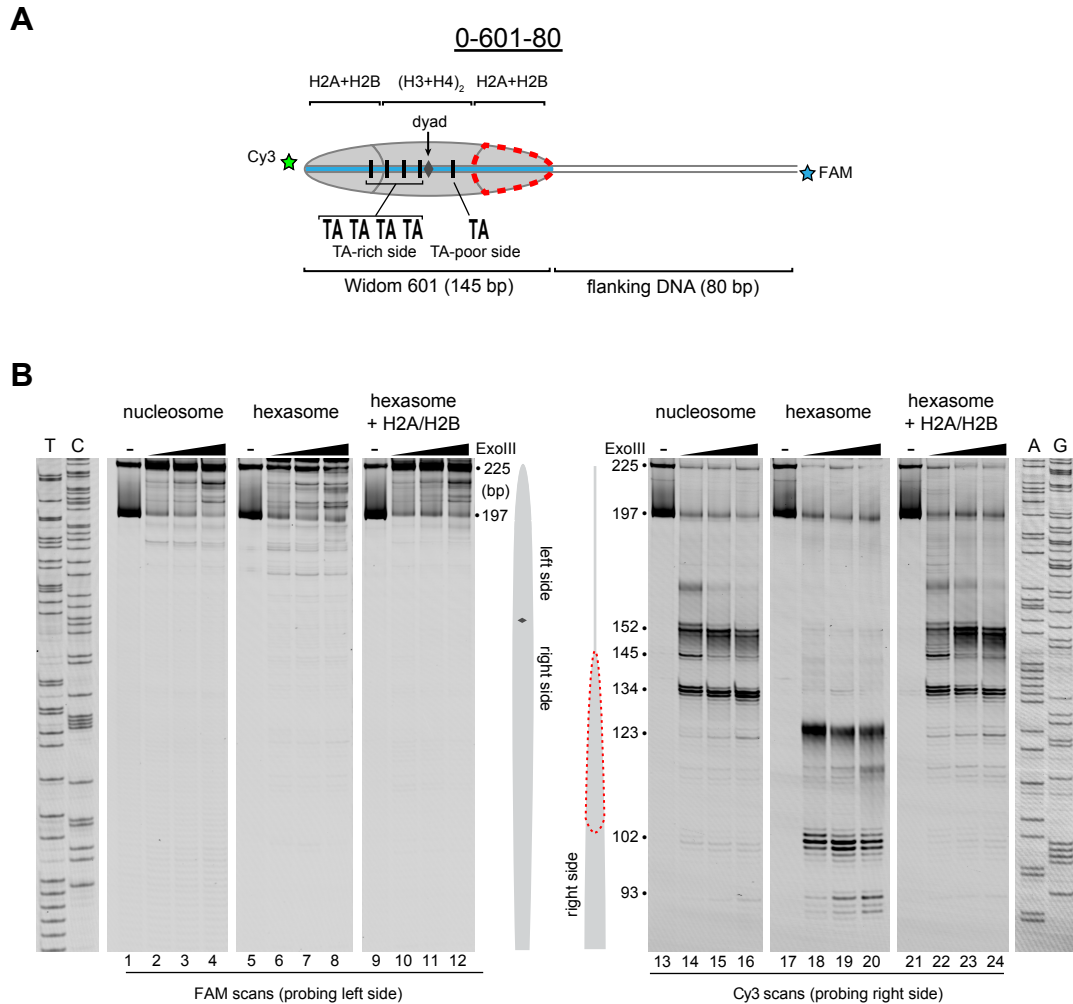 A
0-601-80
H2A+H2B (H3+H4)2 H2A+H2B
dyad
Cy3
FAM
TA TA TA TA TA
TA-rich side TA-poor side
Widom 601 (145 bp) flanking DNA (80 bp)
B
nucleosome hexasome hexasome
+ H2A/H2B
T C - - - ExoIII
225
(bp)
197
left side
right side
1 2 3 4 5 6 7 8 9 10 11 12
FAM scans (probing left side)
nucleosome hexasome hexasome
+ H2A/H2B
ExoIII - - - A G
225
197
152
145
134
123
102
93
right side
13 14 15 16 17 18 19 20 21 22 23 24
Cy3 scans (probing right side)